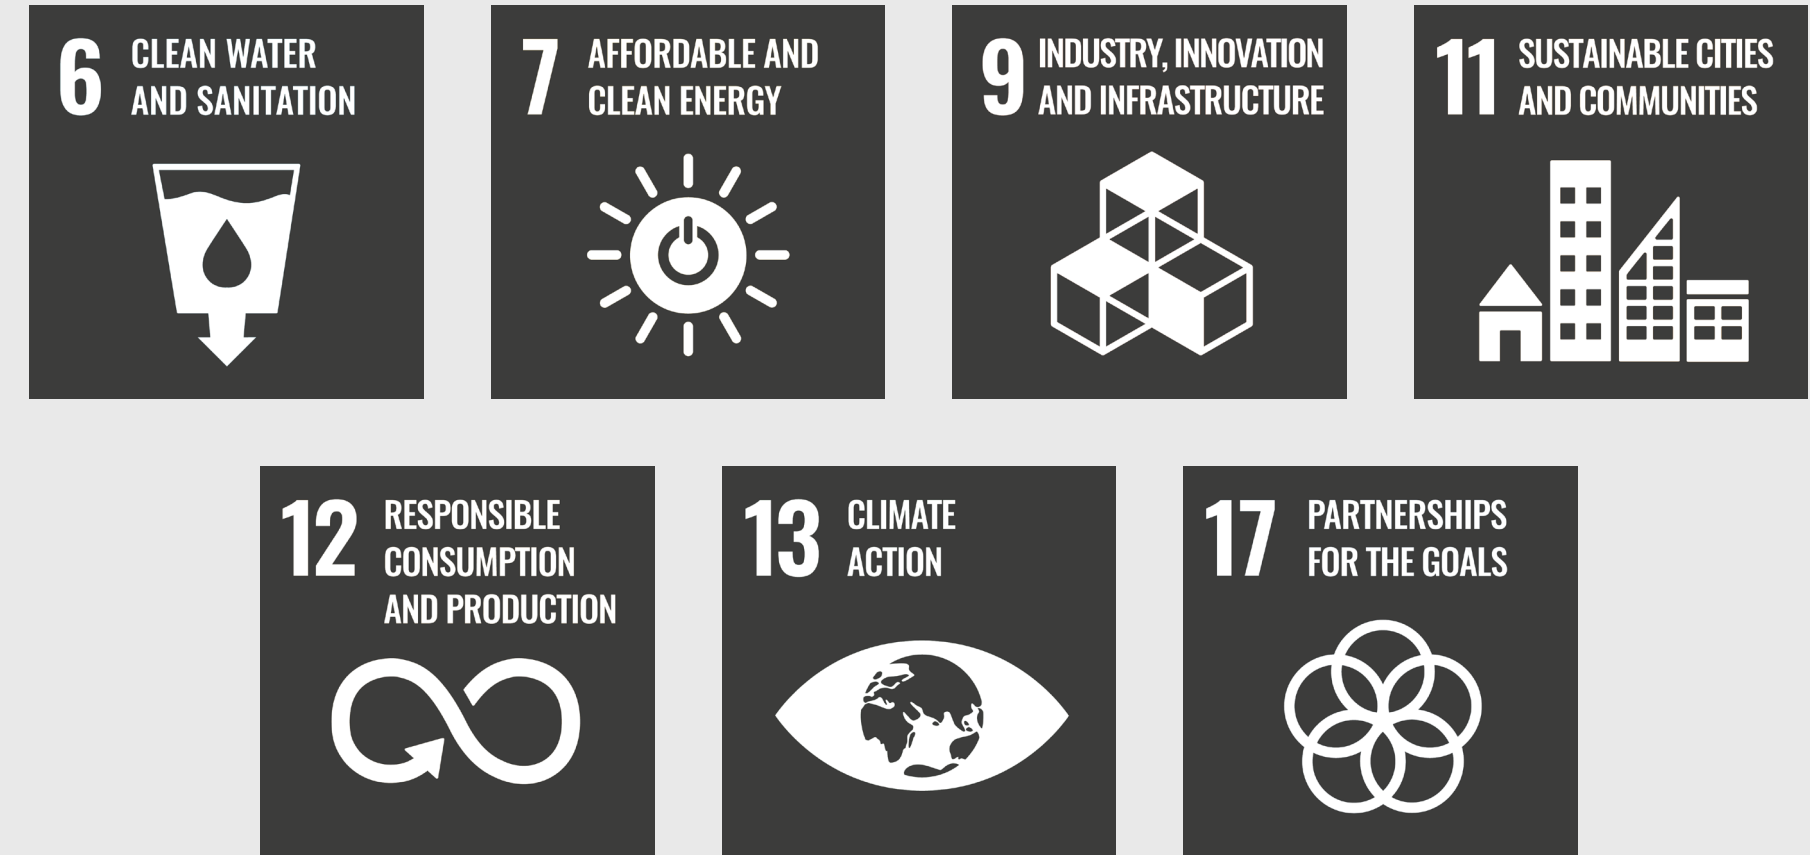 6
CLEAN WATER
AND SANITATION
7
AFFORDABLE AND
CLEAN ENERGY
9
INDUSTRY, INNOVATION
AND INFRASTRUCTURE
11
SUSTAINABLE CITIES
AND COMMUNITIES
12
RESPONSIBLE
CONSUMPTION
AND PRODUCTION
13
CLIMATE
ACTION
17
PARTNERSHIPS
FOR THE GOALS